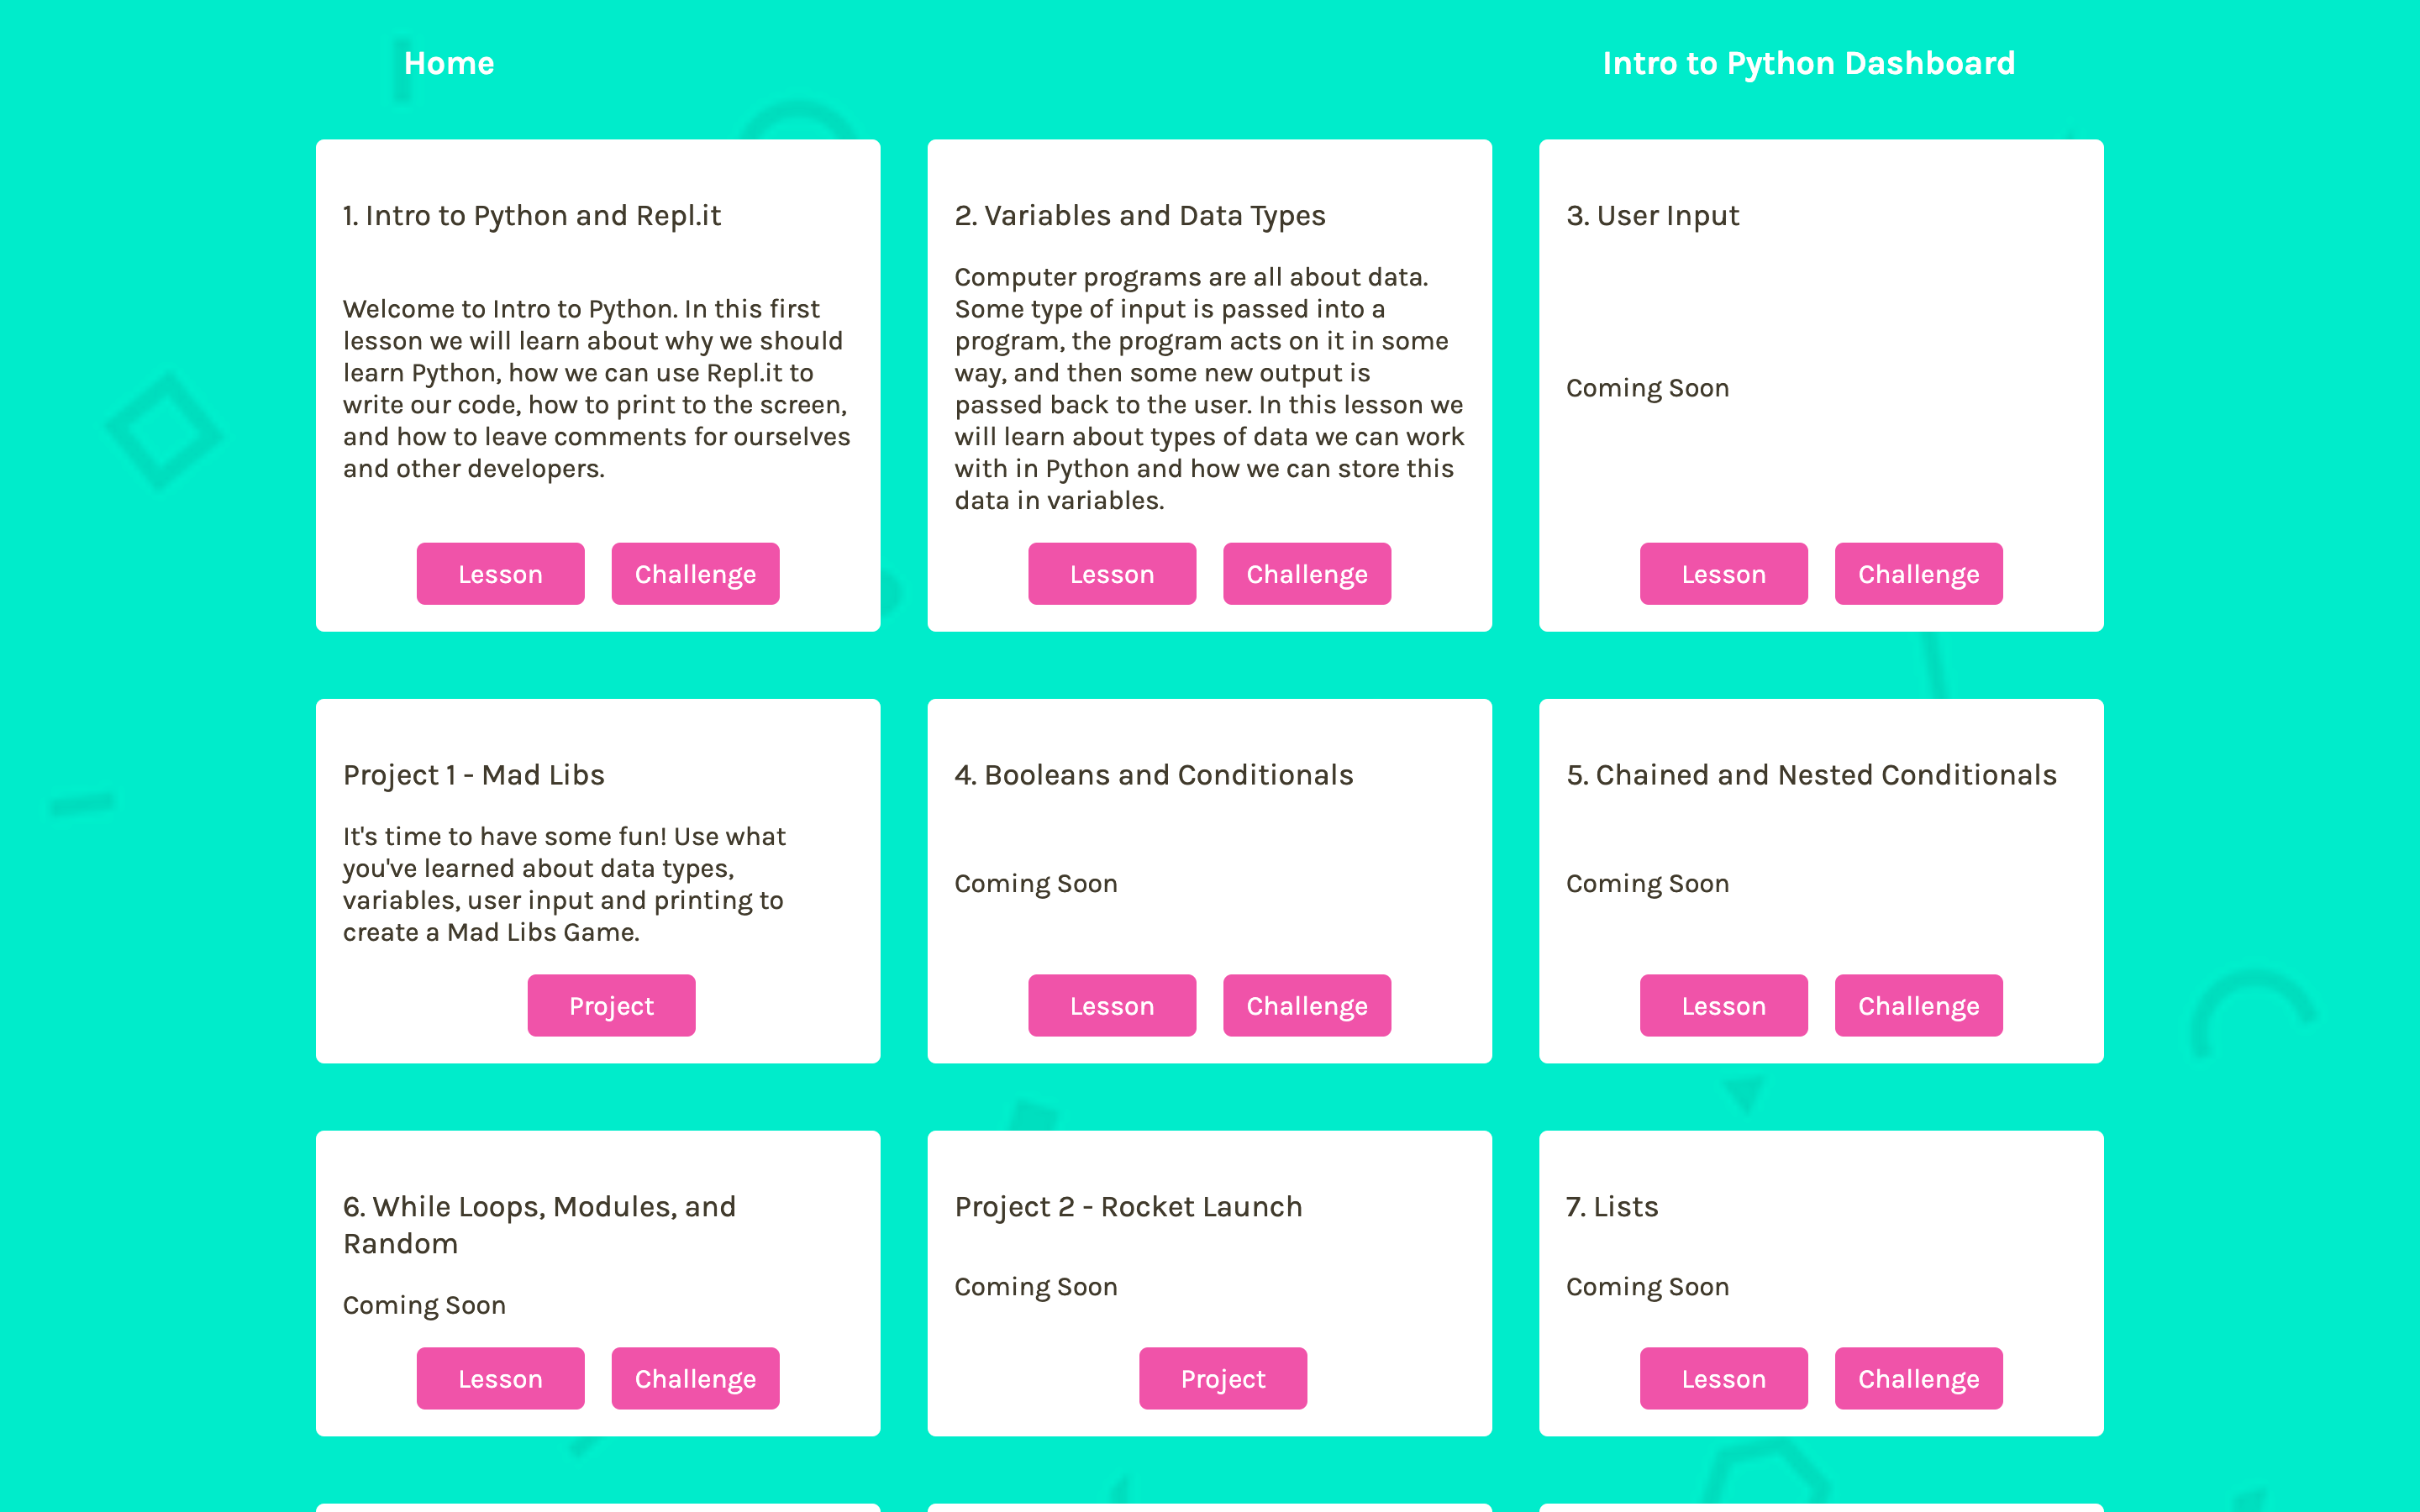 Home
Intro to Python Dashboard
1. Intro to Python and Repl.it
Welcome to Intro to Python. In this first
lesson we will learn about why we should
learn Python, how we can use Repl.it to
write our code, how to print to the screen,
and how to leave comments for ourselves
and other developers.
Lesson
Challenge
2. Variables and Data Types
Computer programs are all about data.
Some type of input is passed into a
program, the program acts on it in some
way, and then some new output is
passed back to the user. In this lesson we
will learn about types of data we can work
with in Python and how we can store this
data in variables.
Lesson
Challenge
3. User Input
Coming Soon
Lesson
Challenge
Project 1 - Mad Libs
It's time to have some fun! Use what
you've learned about data types,
variables, user input and printing to
create a Mad Libs Game.
Project
4. Booleans and Conditionals
Coming Soon
Lesson
Challenge
5. Chained and Nested Conditionals
Coming Soon
Lesson
Challenge
6. While Loops, Modules, and
Random
Coming Soon
Lesson
Challenge
Project 2 - Rocket Launch
Coming Soon
Project
7. Lists
Coming Soon
Lesson
Challenge